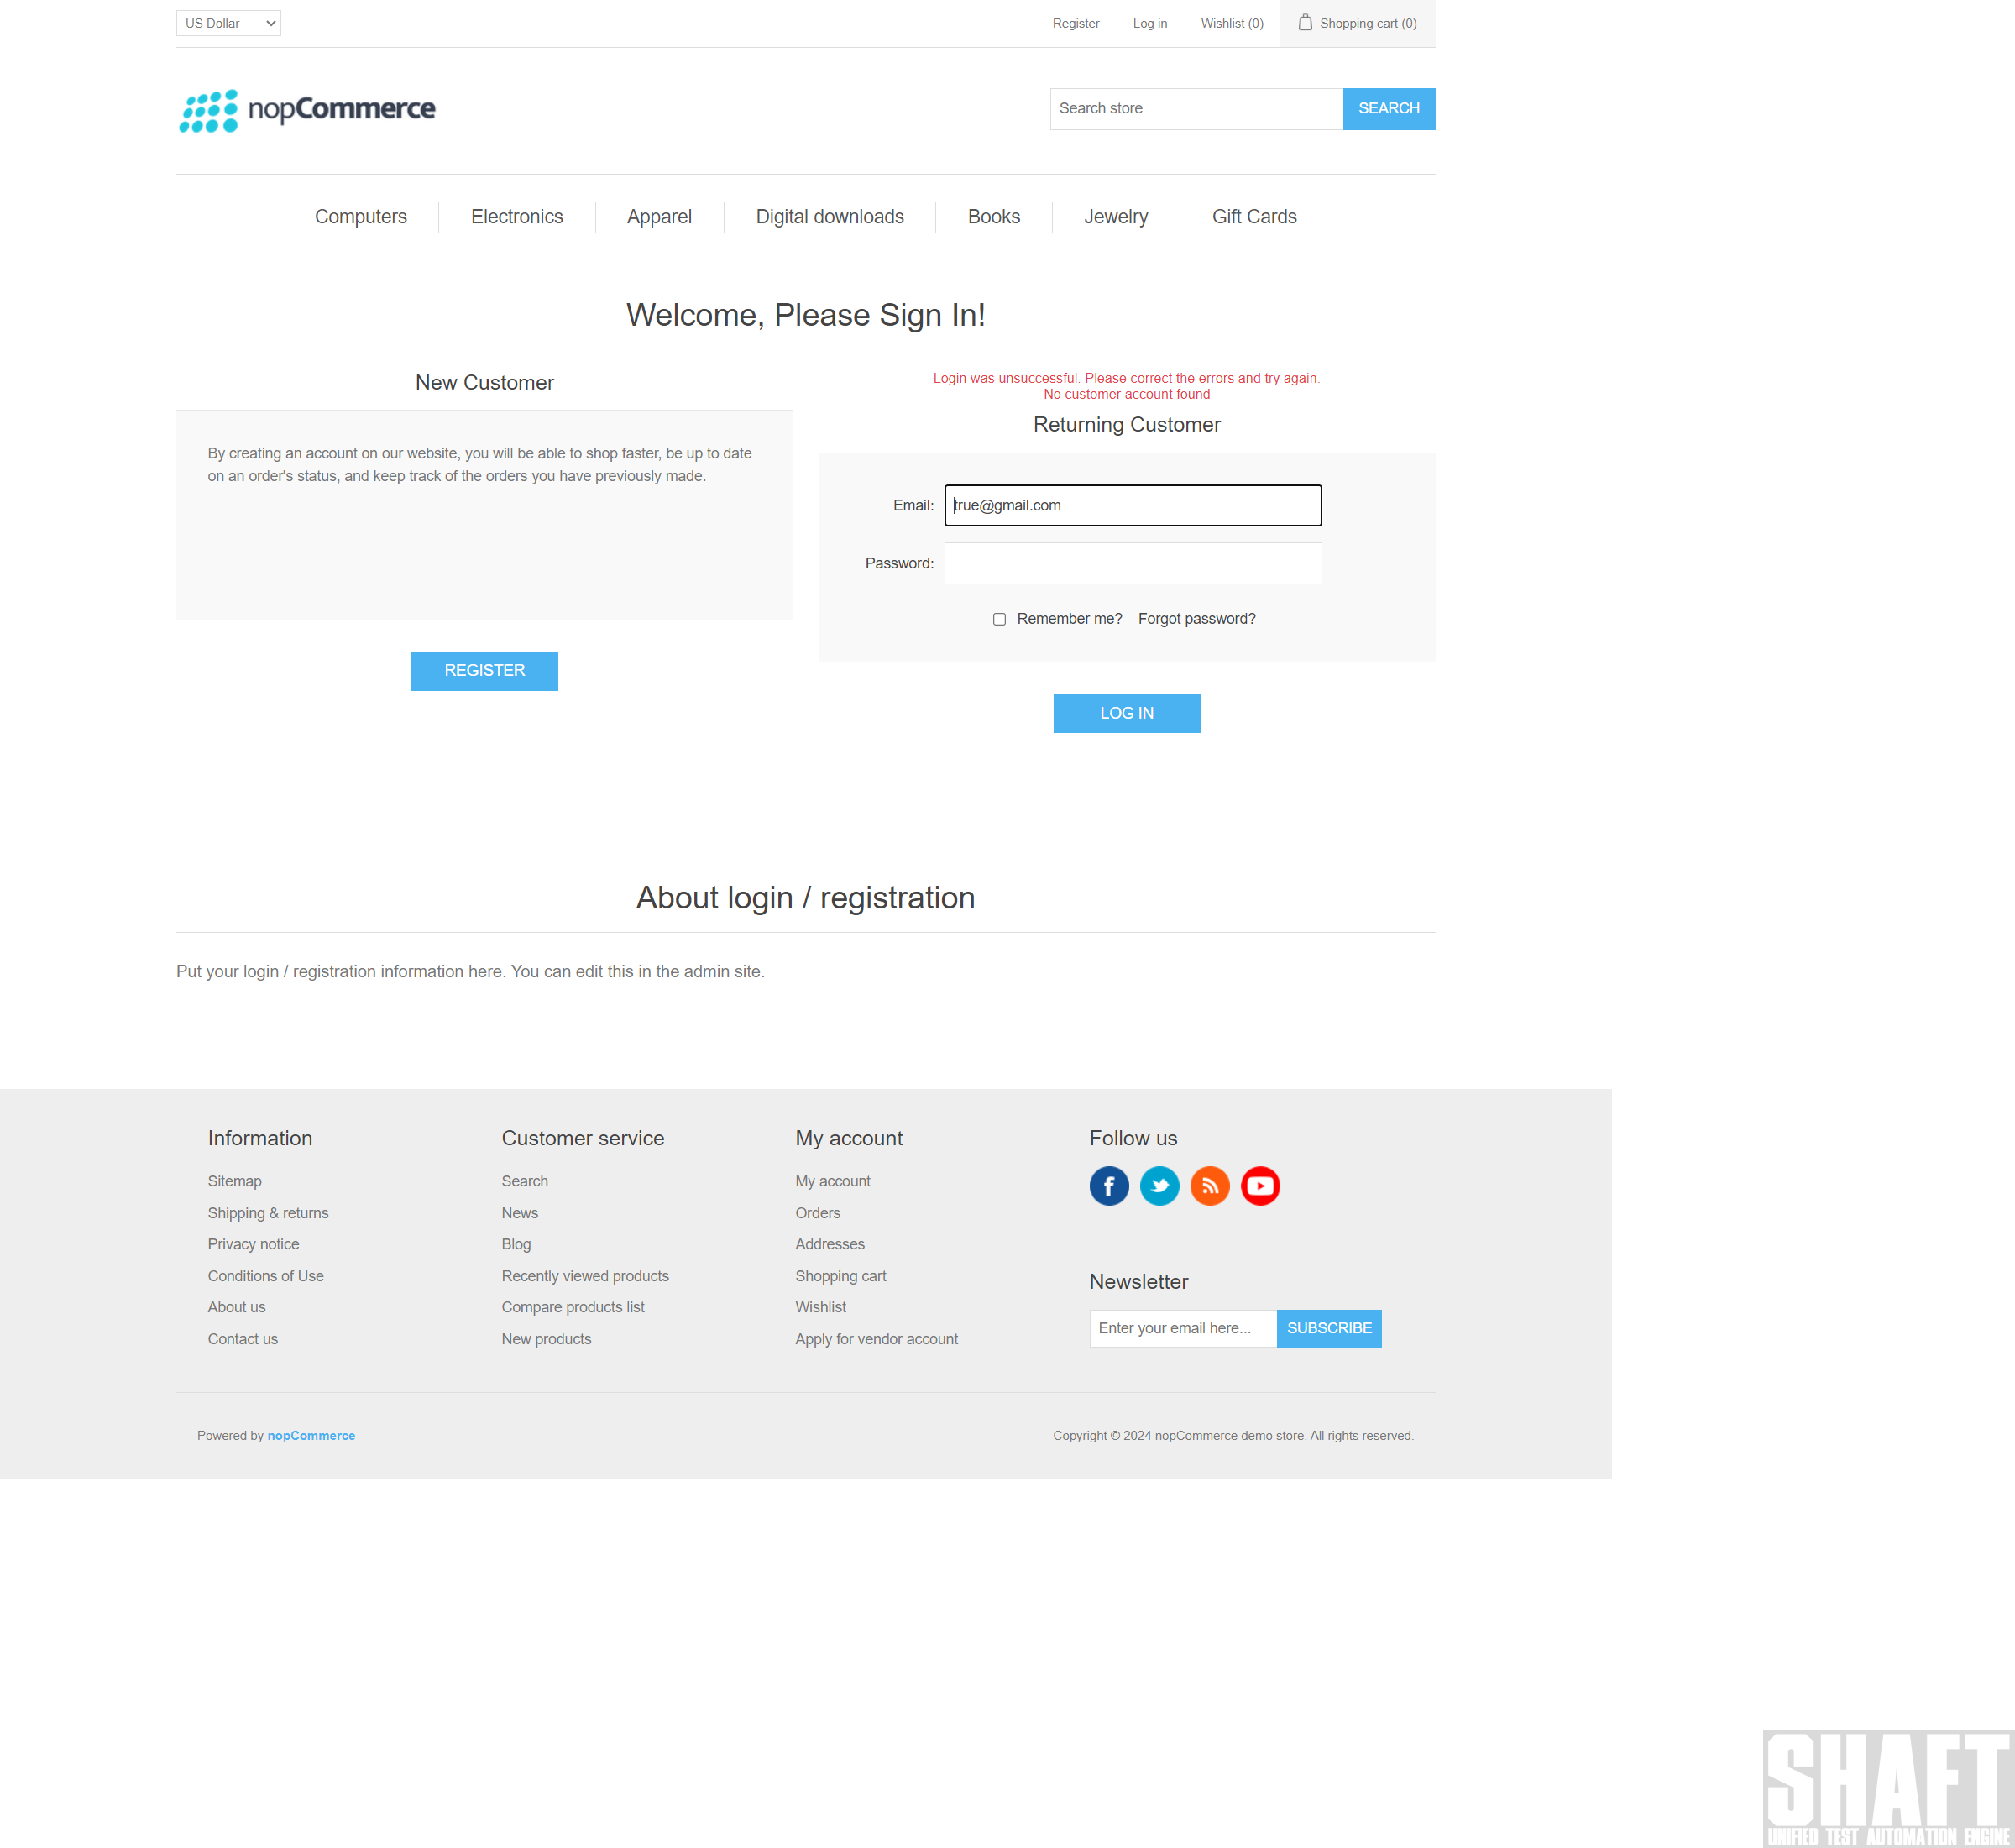 US Dollar
Register Log in Wishlist (0) Shopping cart (0)
nopCommerce
Search store SEARCH
Computers Electronics Apparel Digital downloads Books Jewelry Gift Cards
Welcome, Please Sign In!
New Customer
By creating an account on our website, you will be able to shop faster, be up to date
on an order's status, and keep track of the orders you have previously made.
REGISTER
Login was unsuccessful. Please correct the errors and try again.
No customer account found
Returning Customer
Email: true@gmail.com
Password:
Remember me? Forgot password?
LOG IN
About login / registration
Put your login / registration information here. You can edit this in the admin site.
Information
Sitemap
Shipping & returns
Privacy notice
Conditions of Use
About us
Contact us
Customer service
Search
News
Blog
Recently viewed products
Compare products list
New products
My account
My account
Orders
Addresses
Shopping cart
Wishlist
Apply for vendor account
Follow us
Newsletter
Enter your email here... SUBSCRIBE
Powered by nopCommerce
Copyright © 2024 nopCommerce demo store. All rights reserved.
SHAFT
UNIFIED TEST AUTOMATION ENGINE